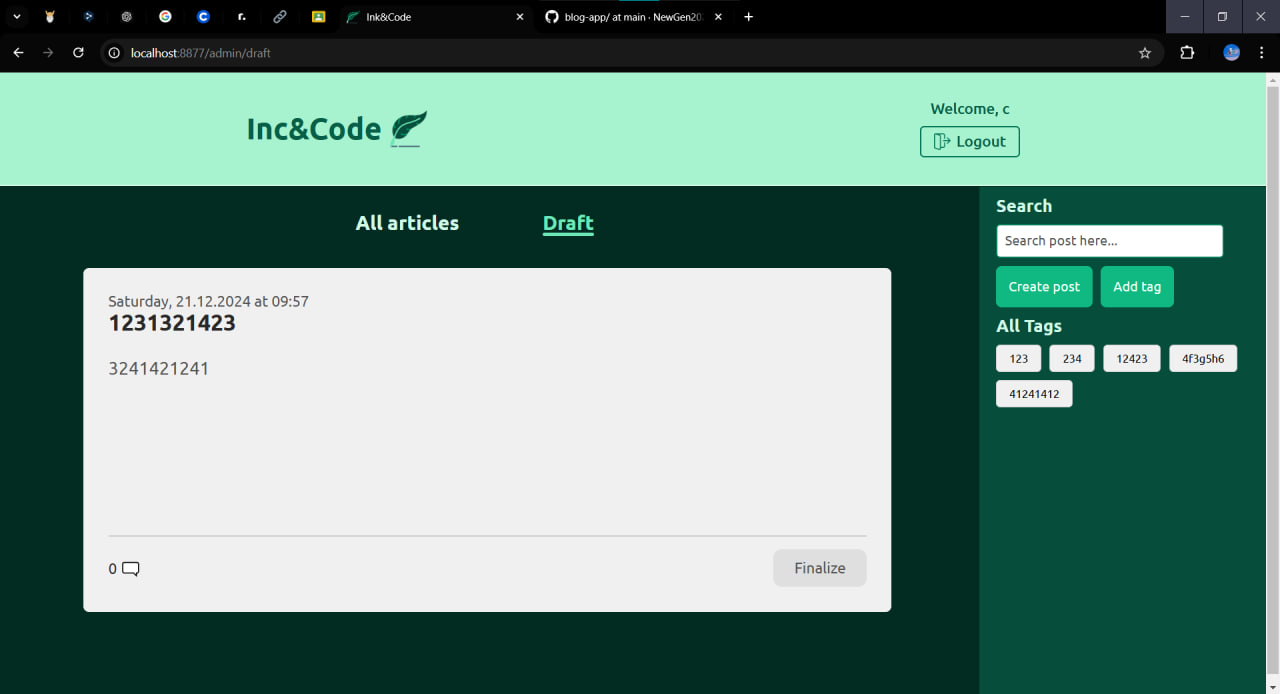 Ink&Code
blog-app/ at main · NewGen202
localhost:8877/admin/draft
Inc&Code
Welcome, c
Logout
All articles
Draft
Saturday, 21.12.2024 at 09:57
1231321423
3241421241
0
Finalize
Search
Search post here...
Create post
Add tag
All Tags
123
234
12423
4f3g5h6
41241412